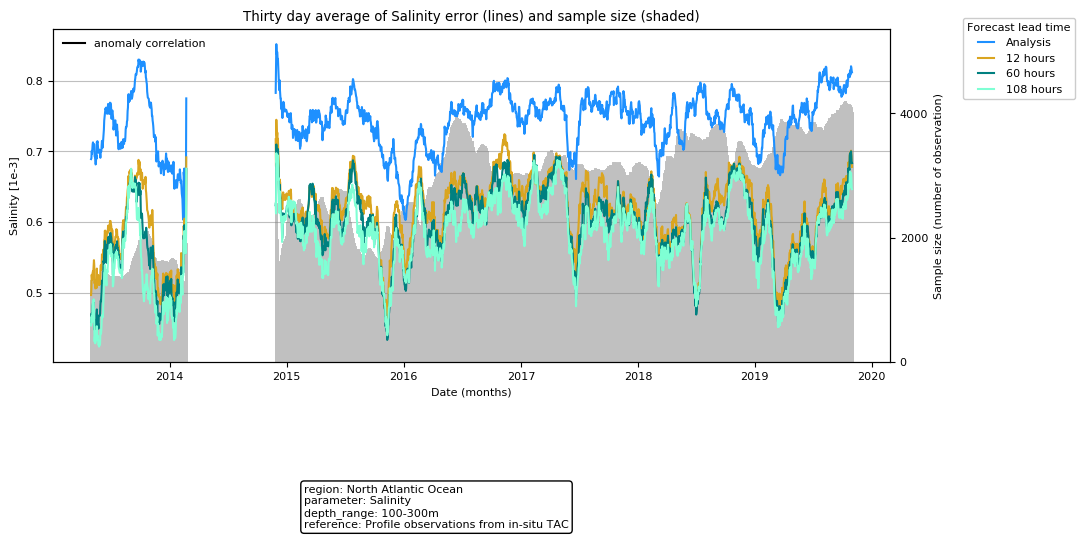 Thirty day average of Salinity error (lines) and sample size (shaded)
anomaly correlation
Forecast lead time
Analysis
12 hours
60 hours
108 hours
0.8
0.7
0.6
0.5
Salinity [1e-3]
4000
2000
0
Sample size (number of observation)
2014 2015 2016 2017 2018 2019 2020
Date (months)
region: North Atlantic Ocean
parameter: Salinity
depth_range: 100-300m
reference: Profile observations from in-situ TAC